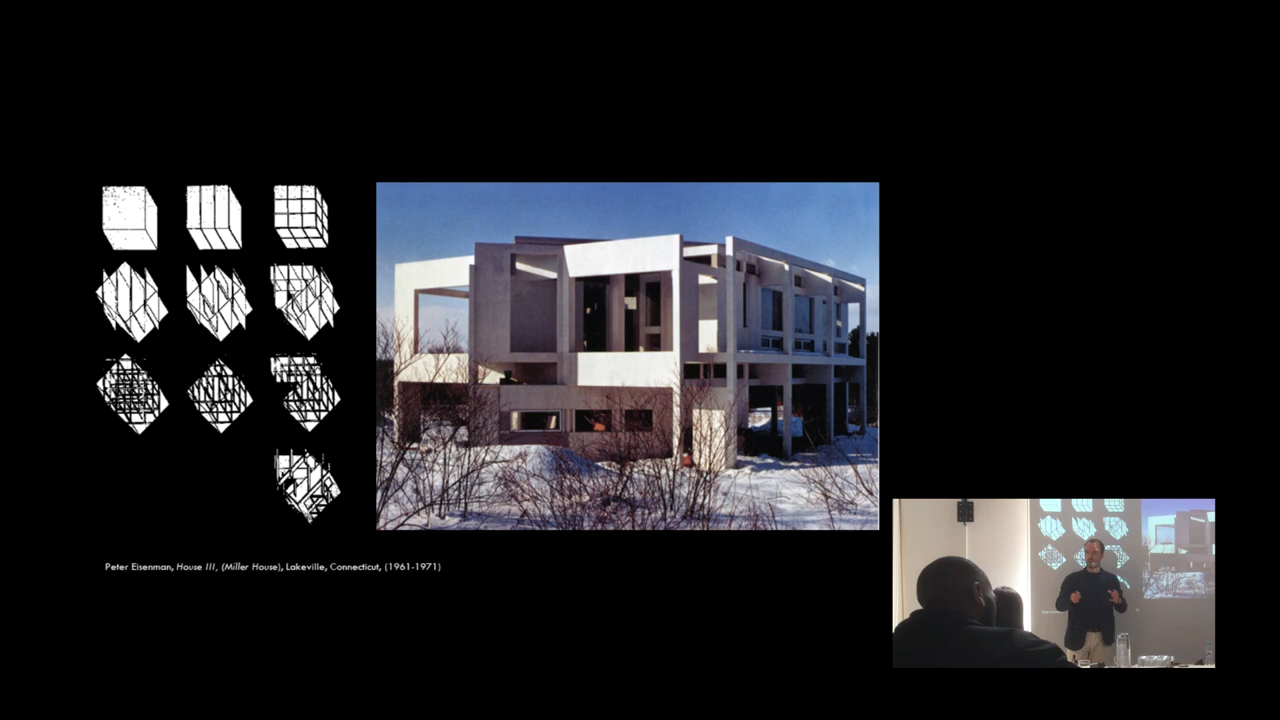 Peter Eisenman, House III, (Miller House), Lakeville, Connecticut, (1961-1971)